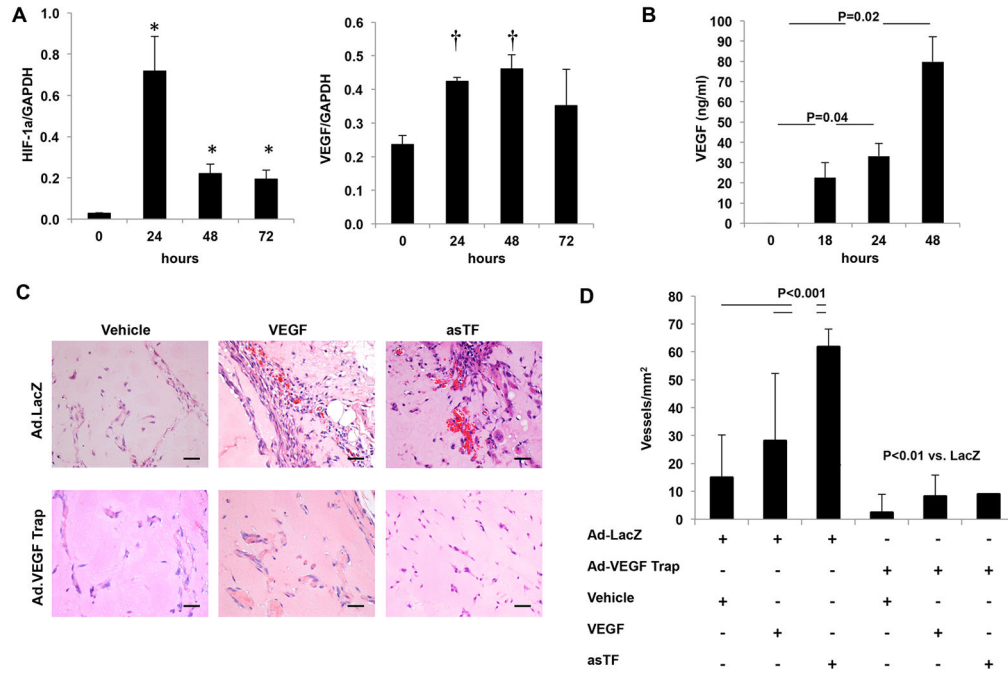 A
HIF-1a/GAPDH
1.0
0.8
0.6
0.4
0.2
0.0
*
*
*
0 24 48 72
hours
VEGF/GAPDH
0.6
0.5
0.4
0.3
0.2
0.1
0.0
†
†
0 24 48 72
hours
B
VEGF (ng/ml)
100
90
80
70
60
50
40
30
20
10
0
P=0.02
P=0.04
0 18 24 48
hours
C
Vehicle VEGF asTF
Ad.LacZ
Ad.VEGF Trap
D
Vessels/mm2
80
70
60
50
40
30
20
10
0
P<0.001
P<0.01 vs. LacZ
Ad-LacZ + + + - - -
Ad-VEGF Trap - - - + + +
Vehicle + - - + - -
VEGF - + - - + -
asTF - - + - - +